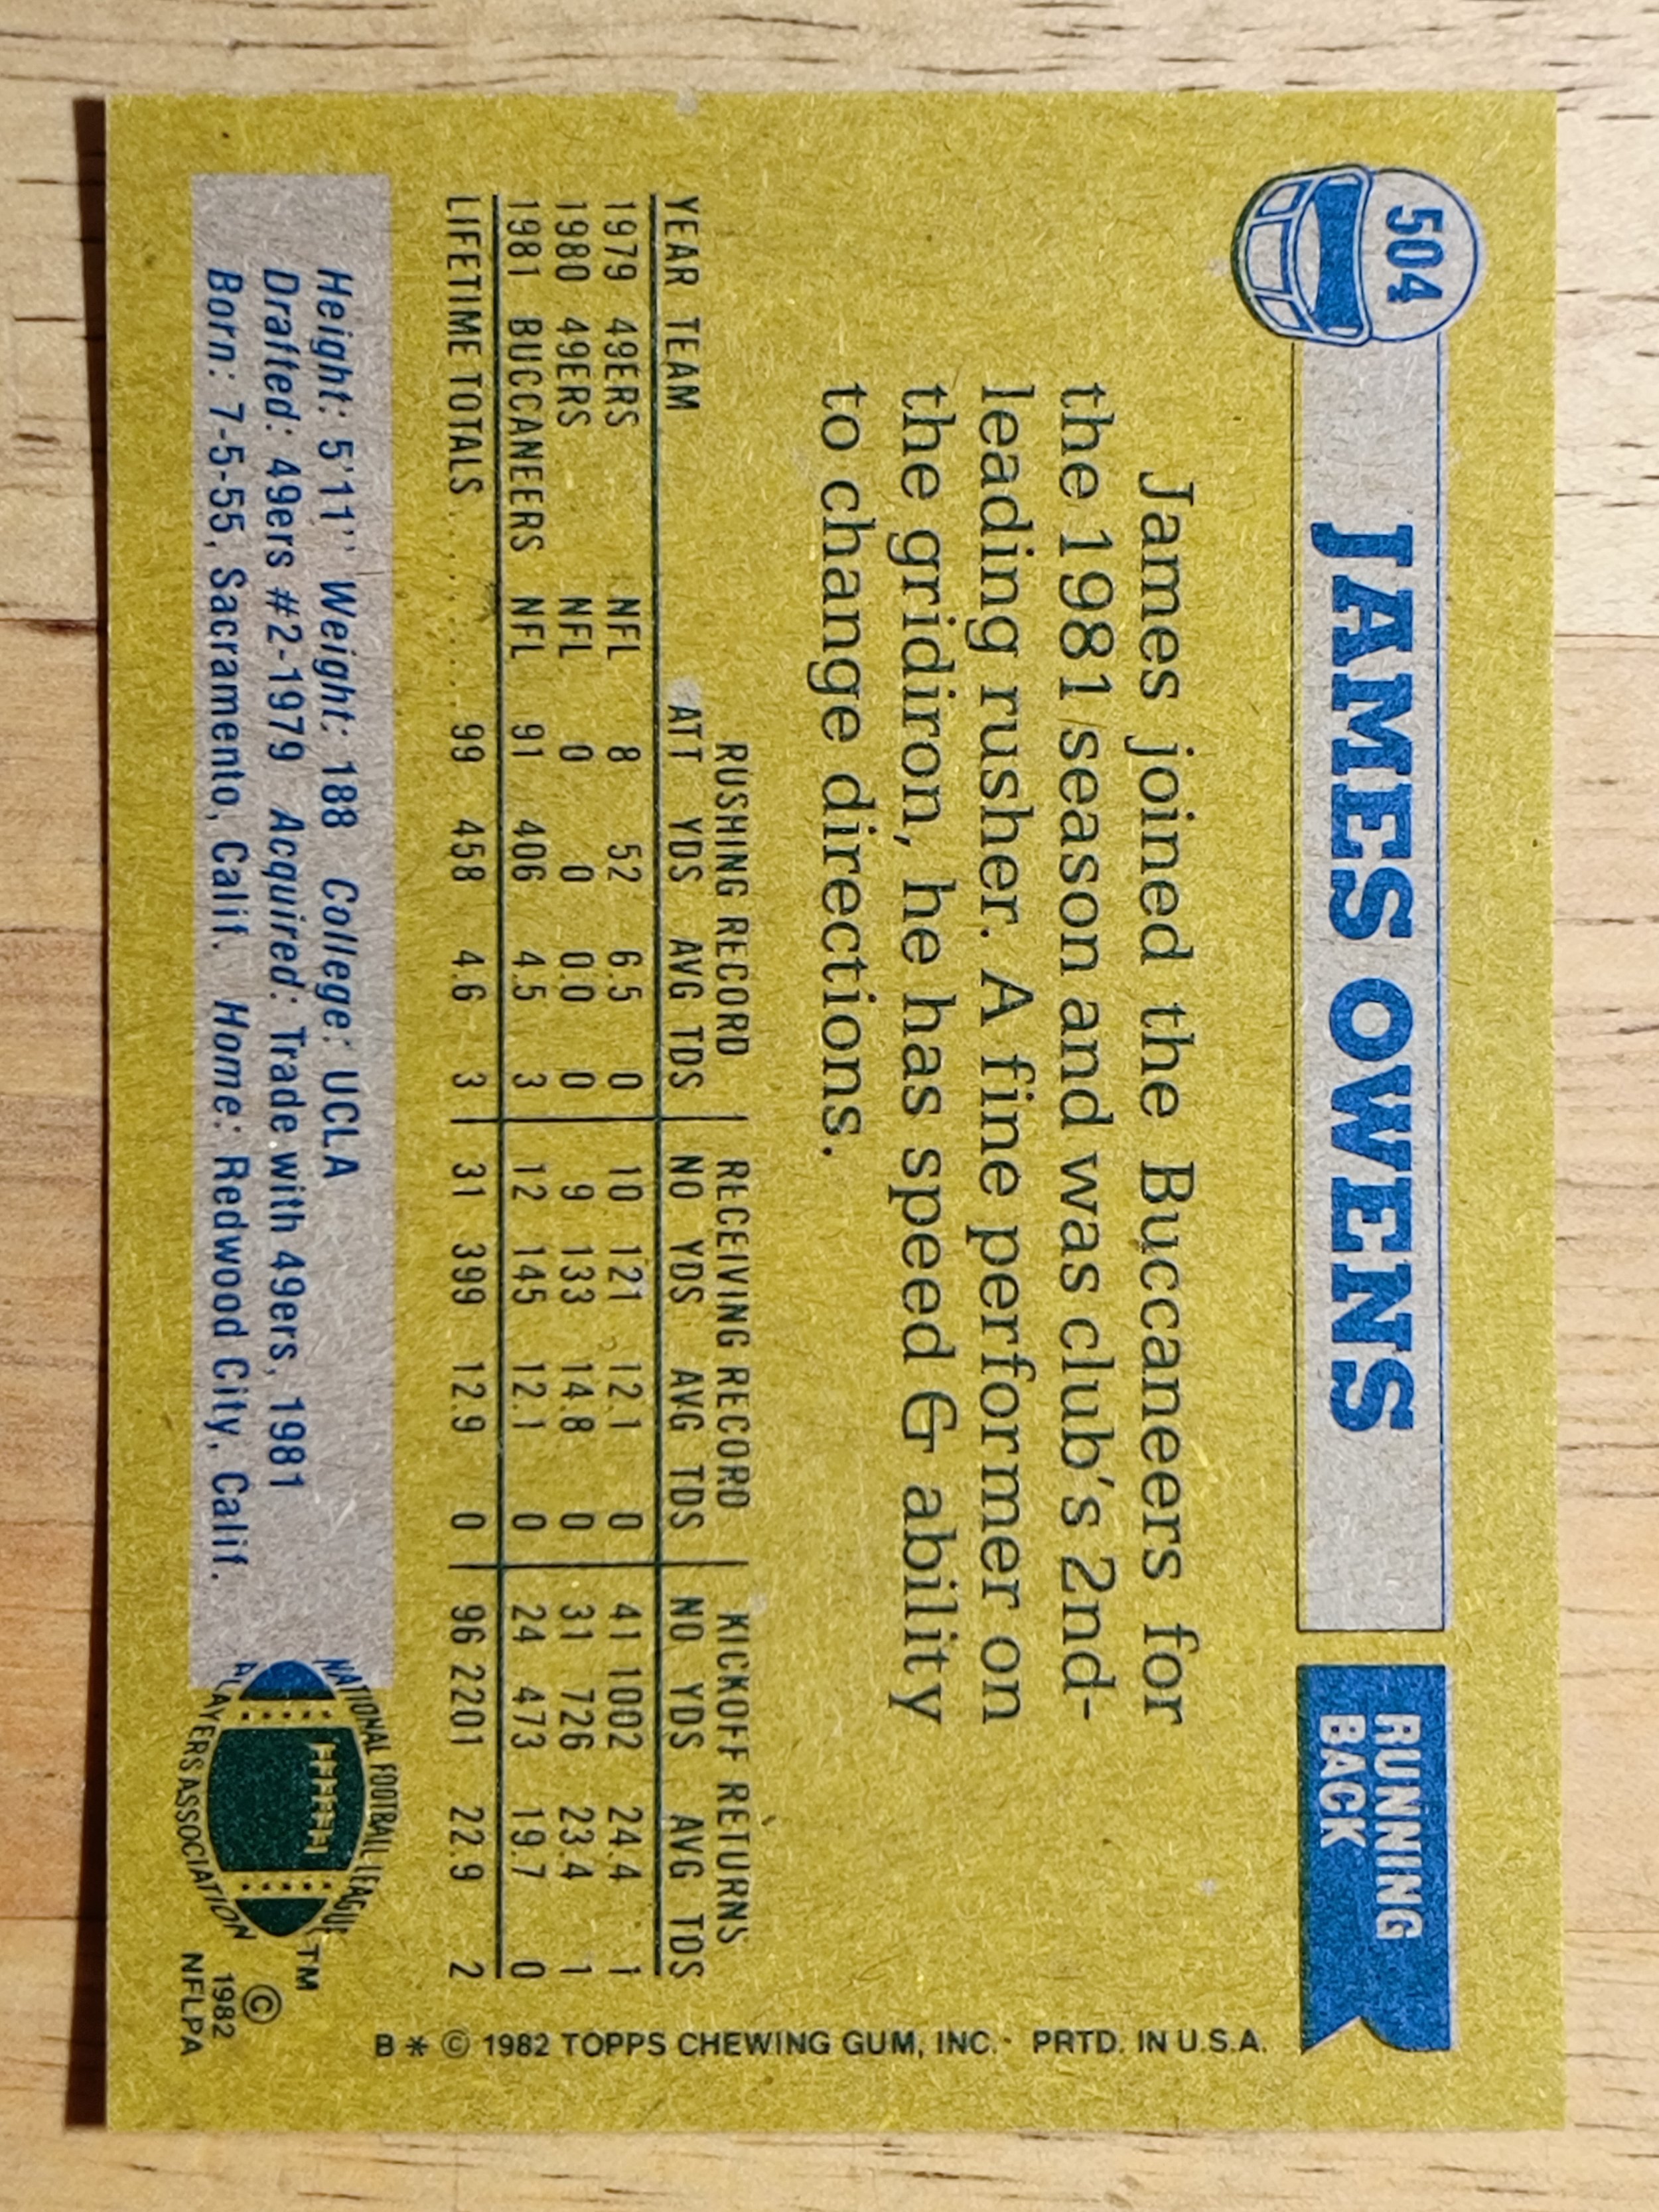 504
JAMES OWENS
RUNNING
BACK
James joined the Buccaneers for
the 1981 season and was club's 2nd-
leading rusher. A fine performer on
the gridiron, he has speed & ability
to change directions.
RUSHING RECORD RECEIVING RECORD KICKOFF RETURNS
YEAR TEAM ATT YDS AVG TDS NO YDS AVG TDS NO YDS AVG TDS
1979 49ERS NFL 8 52 6.5 0 10 121 12.1 0 41 1002 24.4 1
1980 49ERS NFL 0 0 0.0 0 9 133 14.8 0 31 726 23.4 1
1981 BUCCANEERS NFL 91 406 4.5 3 12 145 12.1 0 24 473 19.7 0
LIFETIME TOTALS.......... 99 458 4.6 3 31 399 12.9 0 96 2201 22.9 2
Height: 5'11'' Weight: 188 College: UCLA
Drafted: 49ers #2-1979 Acquired: Trade with 49ers, 1981
Born: 7-5-55, Sacramento, Calif. Home: Redwood City, Calif.
NATIONAL FOOTBALL LEAGUE
AYERS ASSOCIATION
TM
©
1982
NFLPA
B * © 1982 TOPPS CHEWING GUM, INC. PRTD. IN U.S.A.